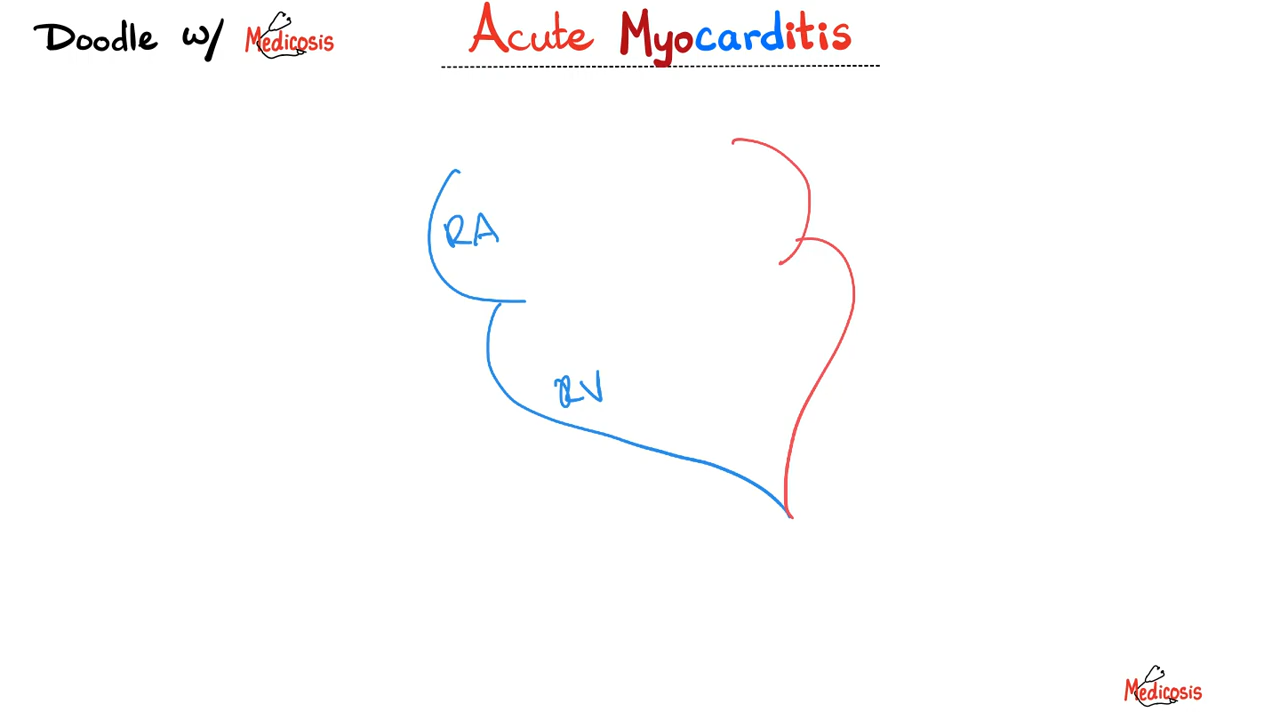 Doodle w/ Medicosis
Acute Myocarditis
RA
RV
Medicosis